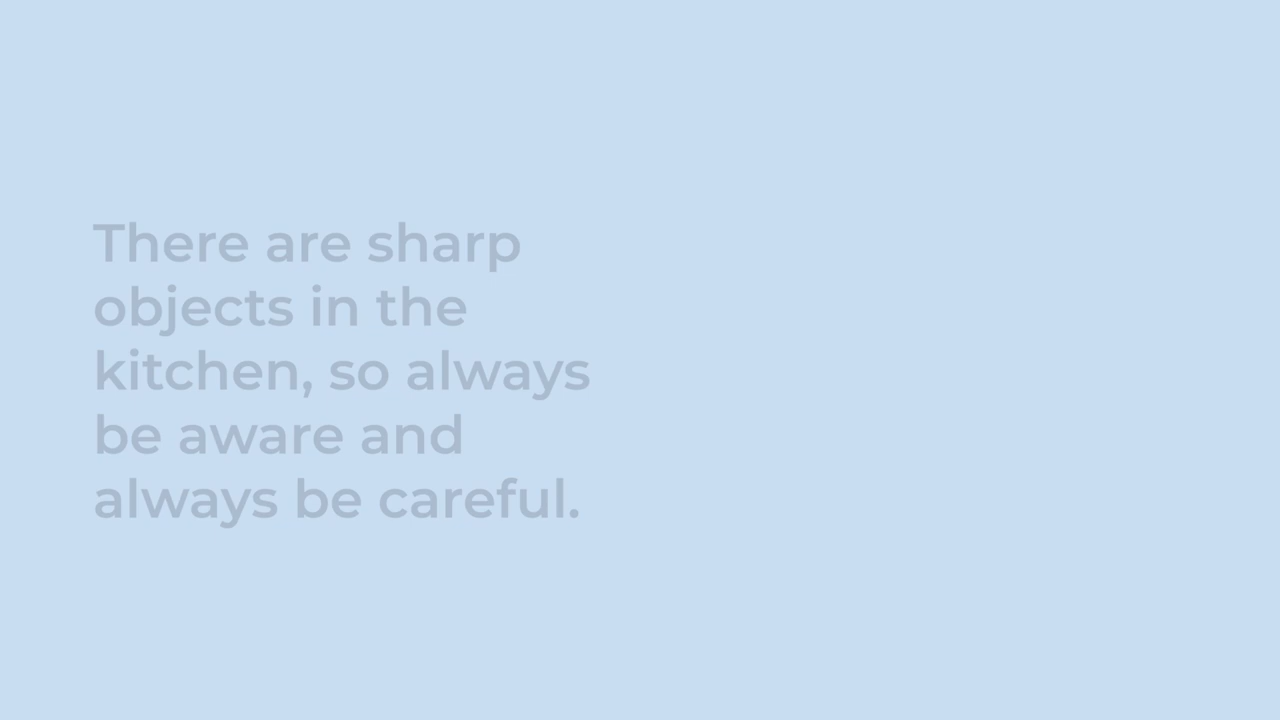 There are sharp
objects in the
kitchen, so always
be aware and
always be careful.